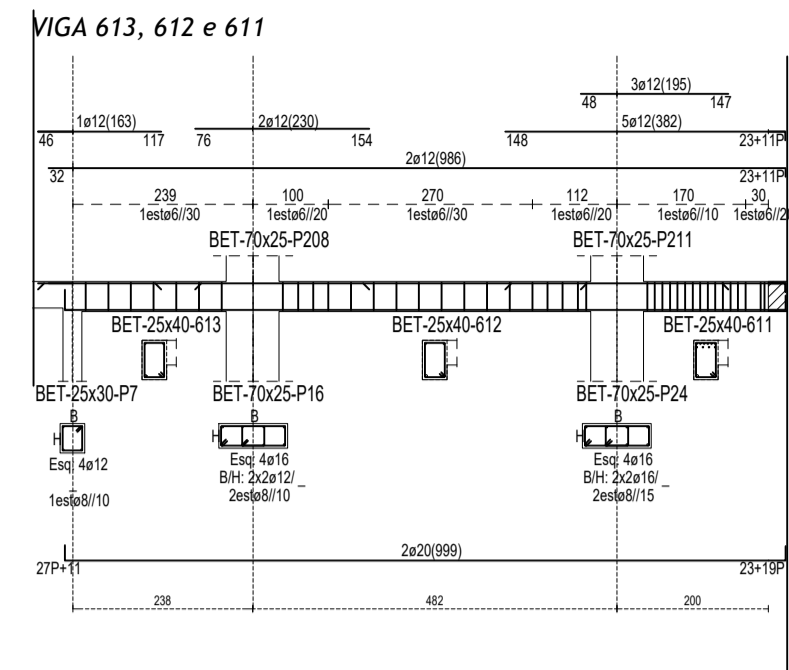 VIGA 613, 612 e 611
3ø12(195)
48 147
1ø12(163) 2ø12(230) 5ø12(382)
46 117 76 154 148 23+11P
2ø12(986)
32 23+11P
239 100 270 112 170 30
1estø6//30 1estø6//20 1estø6//30 1estø6//20 1estø6//10 1estø6//2
BET-70x25-P208 BET-70x25-P211
BET-25x40-613 BET-25x40-612 BET-25x40-611
BET-25x30-P7 BET-70x25-P16 BET-70x25-P24
B B B
H H H
Esq: 4ø12 Esq: 4ø16 Esq: 4ø16
B/H: 2x2ø12/_ B/H: 2x2ø16/_
1estø8//10 2estø8//10 2estø8//15
2ø20(999)
27P+11 23+19P
238 482 200